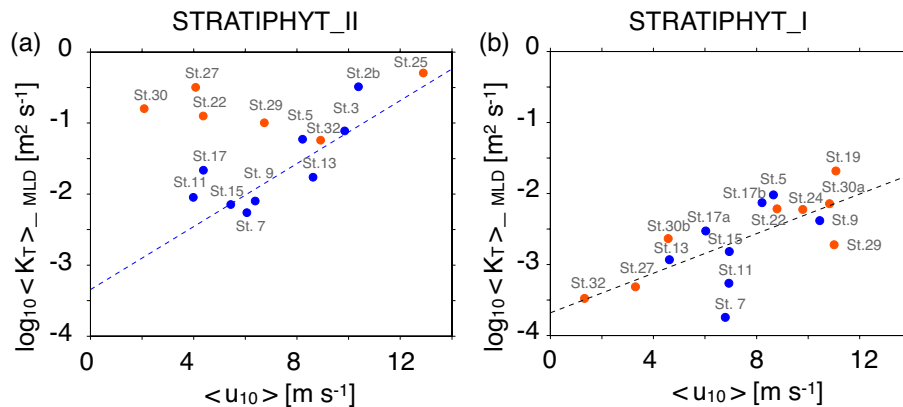 STRATIPHYT_II
(a)
0
-1
-2
-3
-4
log10 < KT >_ MLD [m² s⁻¹]
St.25
St.27
St.2b
St.30
St.22
St.29
St.5
St.3
St.32
St.17
St.13
St.11
St.15
St. 9
St. 7
0 4 8 12
< u10 > [m s⁻¹]
STRATIPHYT_I
(b)
0
-1
-2
-3
-4
log10 < KT >_ MLD [m² s⁻¹]
St.19
St.5
St.30a
St.17b
St.24
St.22
St.9
St.17a
St.30b
St.29
St.13
St.15
St.27
St.11
St.32
St. 7
0 4 8 12
< u10 > [m s⁻¹]